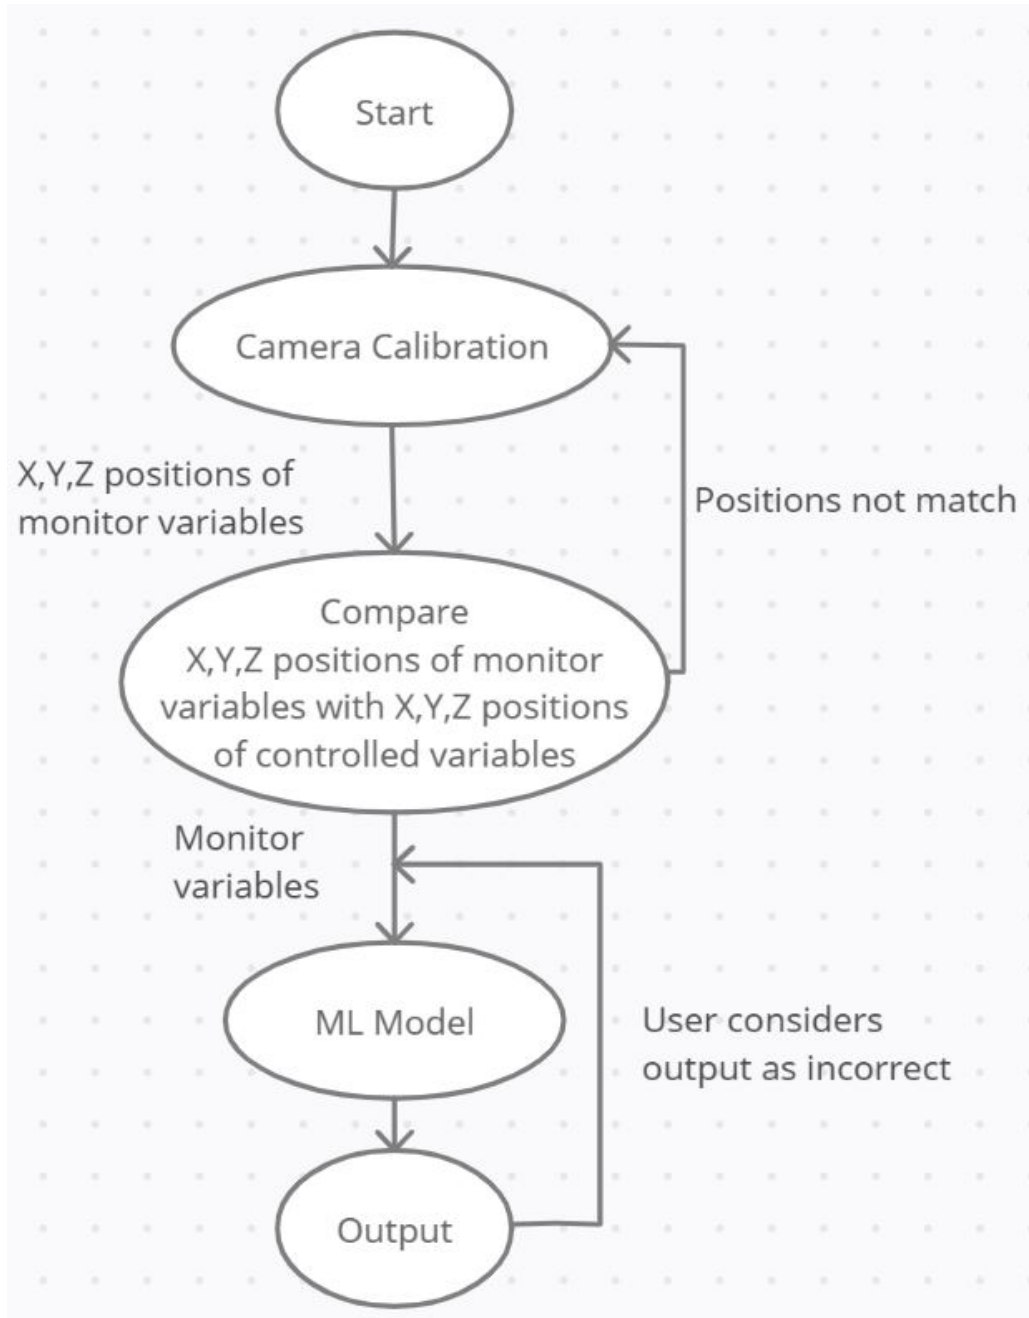 Start
Camera Calibration
X,Y,Z positions of
monitor variables
Positions not match
Compare
X,Y,Z positions of monitor
variables with X,Y,Z positions
of controlled variables
Monitor
variables
ML Model
User considers
output as incorrect
Output